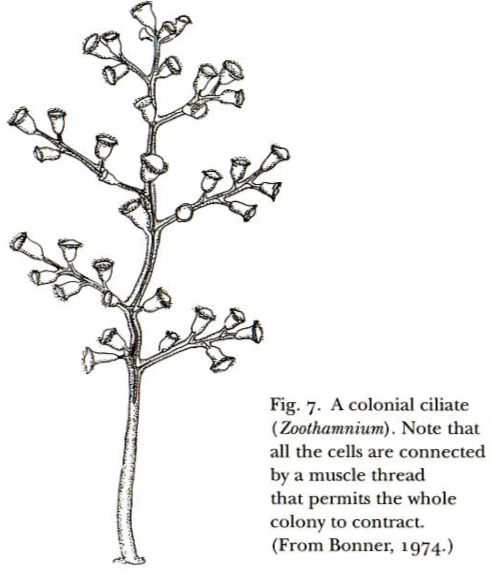 Fig. 7. A colonial ciliate
(Zoothamnium). Note that
all the cells are connected
by a muscle thread
that permits the whole
colony to contract.
(From Bonner, 1974.)